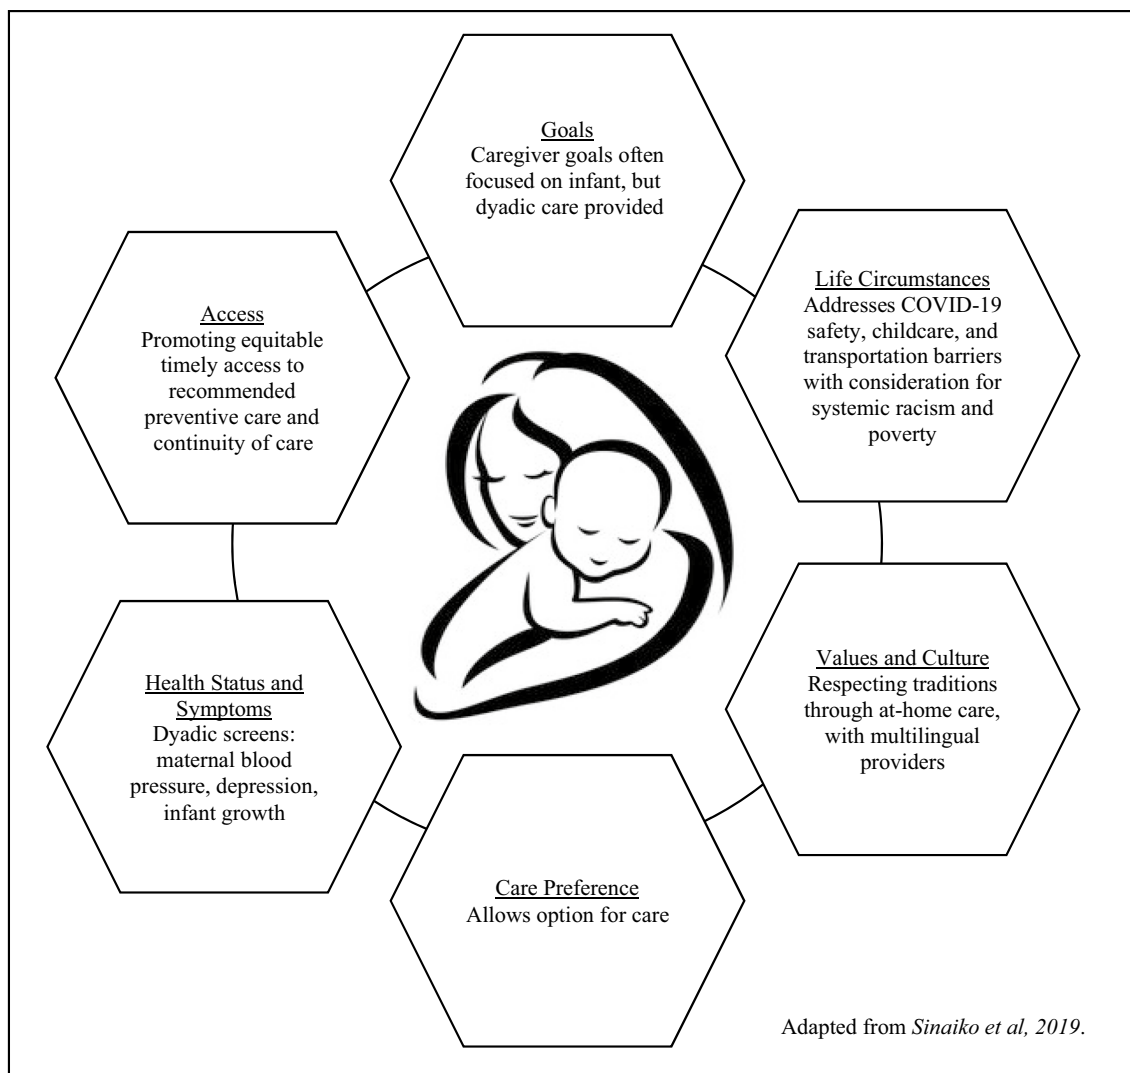 Goals
Caregiver goals often
focused on infant, but
dyadic care provided
Life Circumstances
Addresses COVID-19
safety, childcare, and
transportation barriers
with consideration for
systemic racism and
poverty
Values and Culture
Respecting traditions
through at-home care,
with multilingual
providers
Care Preference
Allows option for care
Health Status and
Symptoms
Dyadic screens:
maternal blood
pressure, depression,
infant growth
Access
Promoting equitable
timely access to
recommended
preventive care and
continuity of care
Adapted from Sinaiko et al, 2019.